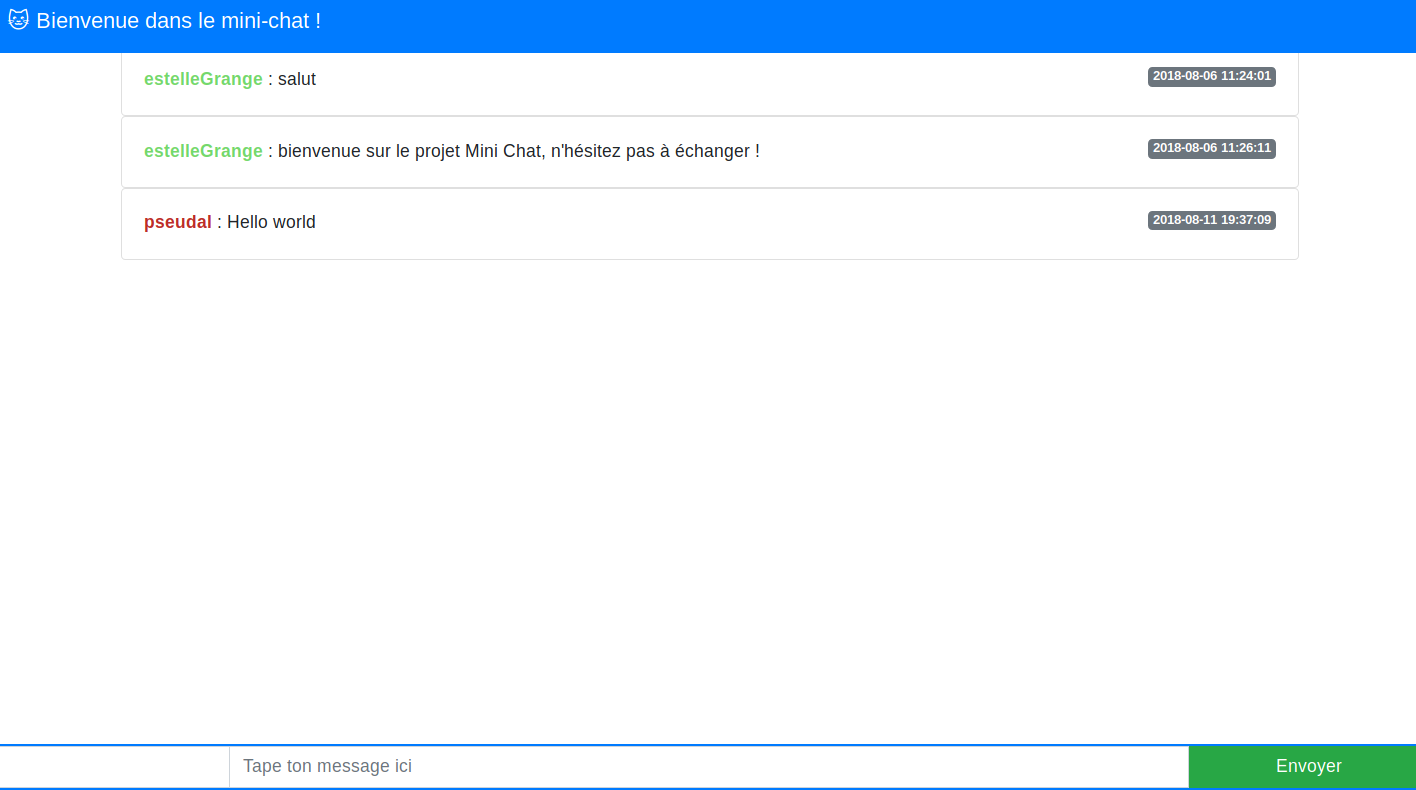 🐱 Bienvenue dans le mini-chat !
estelleGrange : salut 2018-08-06 11:24:01
estelleGrange : bienvenue sur le projet Mini Chat, n'hésitez pas à échanger ! 2018-08-06 11:26:11
pseudal : Hello world 2018-08-11 19:37:09
Tape ton message ici Envoyer